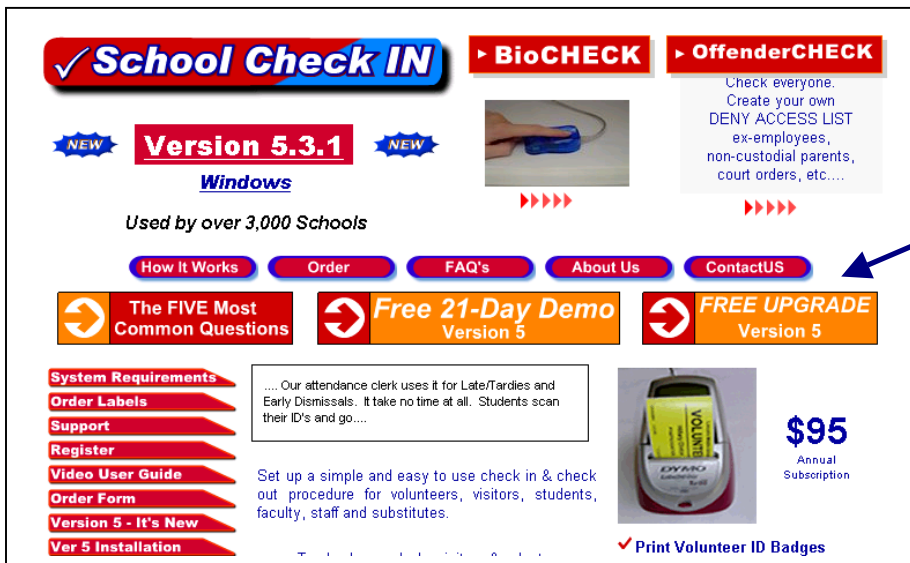 School Check IN
BioCHECK
OffenderCHECK
Check everyone.
Create your own
DENY ACCESS LIST
ex-employees,
non-custodial parents,
court orders, etc....
NEW
Version 5.3.1
NEW
Windows
Used by over 3,000 Schools
How It Works
Order
FAQ's
About Us
ContactUS
The FIVE Most
Common Questions
Free 21-Day Demo
Version 5
FREE UPGRADE
Version 5
System Requirements
Order Labels
Support
Register
Video User Guide
Order Form
Version 5 - It's New
Ver 5 Installation
.... Our attendance clerk uses it for Late/Tardies and
Early Dismissals. It take no time at all. Students scan
their ID's and go....
Set up a simple and easy to use check in & check
out procedure for volunteers, visitors, students,
faculty, staff and substitutes.
VOLUNTE
DYMO
$95
Annual
Subscription
Print Volunteer ID Badges